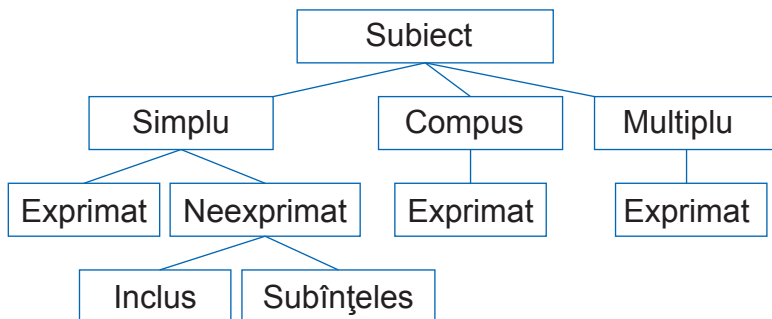 Subiect
Simplu Compus Multiplu
Exprimat Neexprimat Exprimat Exprimat
Inclus Subînţeles